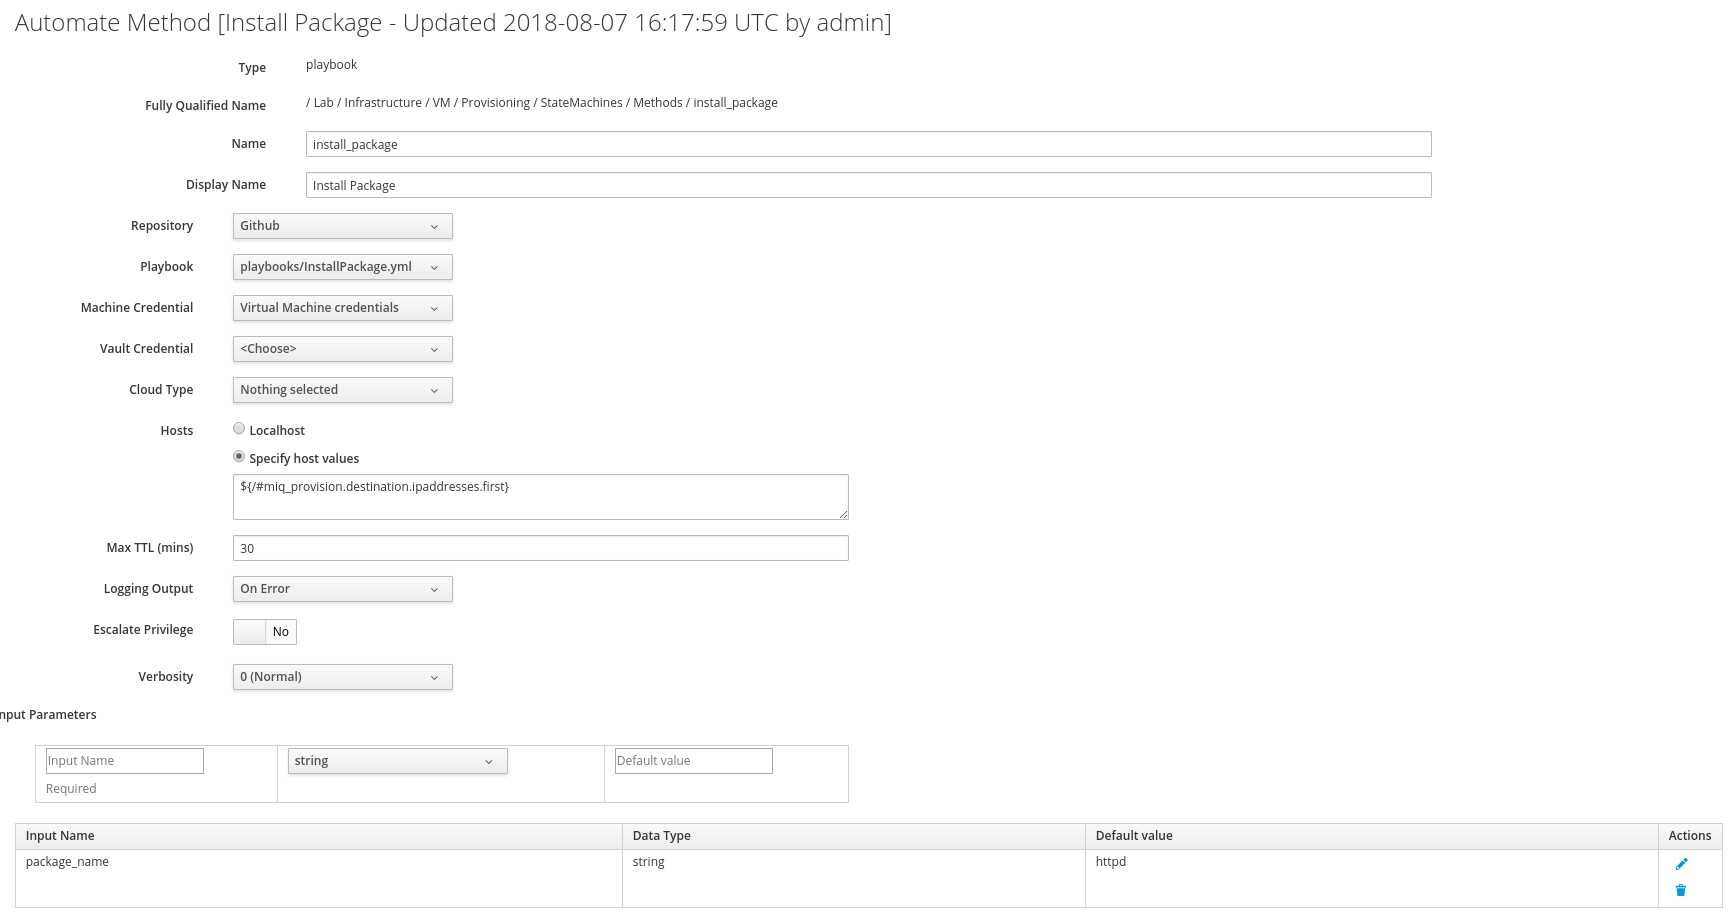 Automate Method [Install Package - Updated 2018-08-07 16:17:59 UTC by admin]
Type playbook
Fully Qualified Name / Lab / Infrastructure / VM / Provisioning / StateMachines / Methods / install_package
Name install_package
Display Name Install Package
Repository Github
Playbook playbooks/InstallPackage.yml
Machine Credential Virtual Machine credentials
Vault Credential <Choose>
Cloud Type Nothing selected
Hosts Localhost
Specify host values
${/#miq_provision.destination.ipaddresses.first}
Max TTL (mins) 30
Logging Output On Error
Escalate Privilege No
Verbosity 0 (Normal)
nput Parameters
Input Name string Default value
Required
Input Name Data Type Default value Actions
package_name string httpd